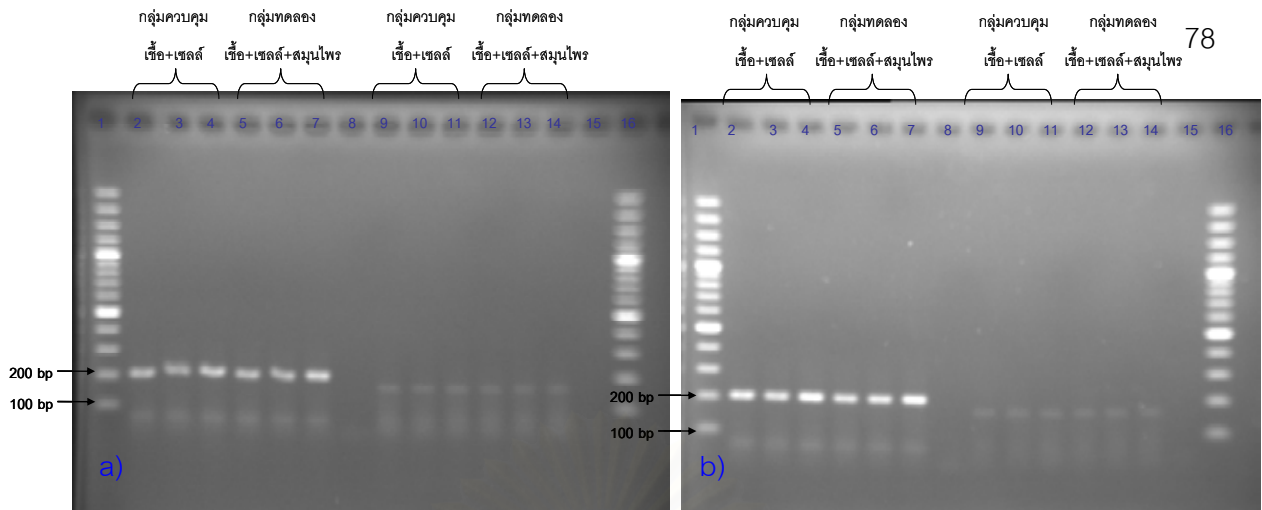 กลุ่มควบคุม กลุ่มทดลอง กลุ่มควบคุม กลุ่มทดลอง
เชื้อ+เซลล์ เชื้อ+เซลล์+สมุนไพร เชื้อ+เซลล์ เชื้อ+เซลล์+สมุนไพร
1 2 3 4 5 6 7 8 9 10 11 12 13 14 15 16
200 bp
100 bp
a)
กลุ่มควบคุม กลุ่มทดลอง กลุ่มควบคุม กลุ่มทดลอง
78
เชื้อ+เซลล์ เชื้อ+เซลล์+สมุนไพร เชื้อ+เซลล์ เชื้อ+เซลล์+สมุนไพร
1 2 3 4 5 6 7 8 9 10 11 12 13 14 15 16
200 bp
100 bp
b)